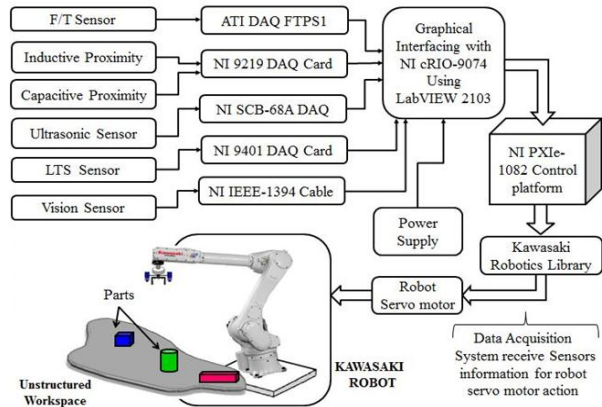 F/T Sensor
ATI DAQ FTPS1
Inductive Proximity
Capacitive Proximity
NI 9219 DAQ Card
Ultrasonic Sensor
NI SCB-68A DAQ
LTS Sensor
NI 9401 DAQ Card
Vision Sensor
NI IEEE-1394 Cable
Graphical
Interfacing with
NI cRIO-9074
Using
LabVIEW 2103
NI PXIe-
1082 Control
platform
Power
Supply
Kawasaki
Robotics Library
Robot
Servo motor
Kawasaki
Parts
KAWASAKI
ROBOT
Unstructured
Workspace
Data Acquisition
System receive Sensors
information for robot
servo motor action